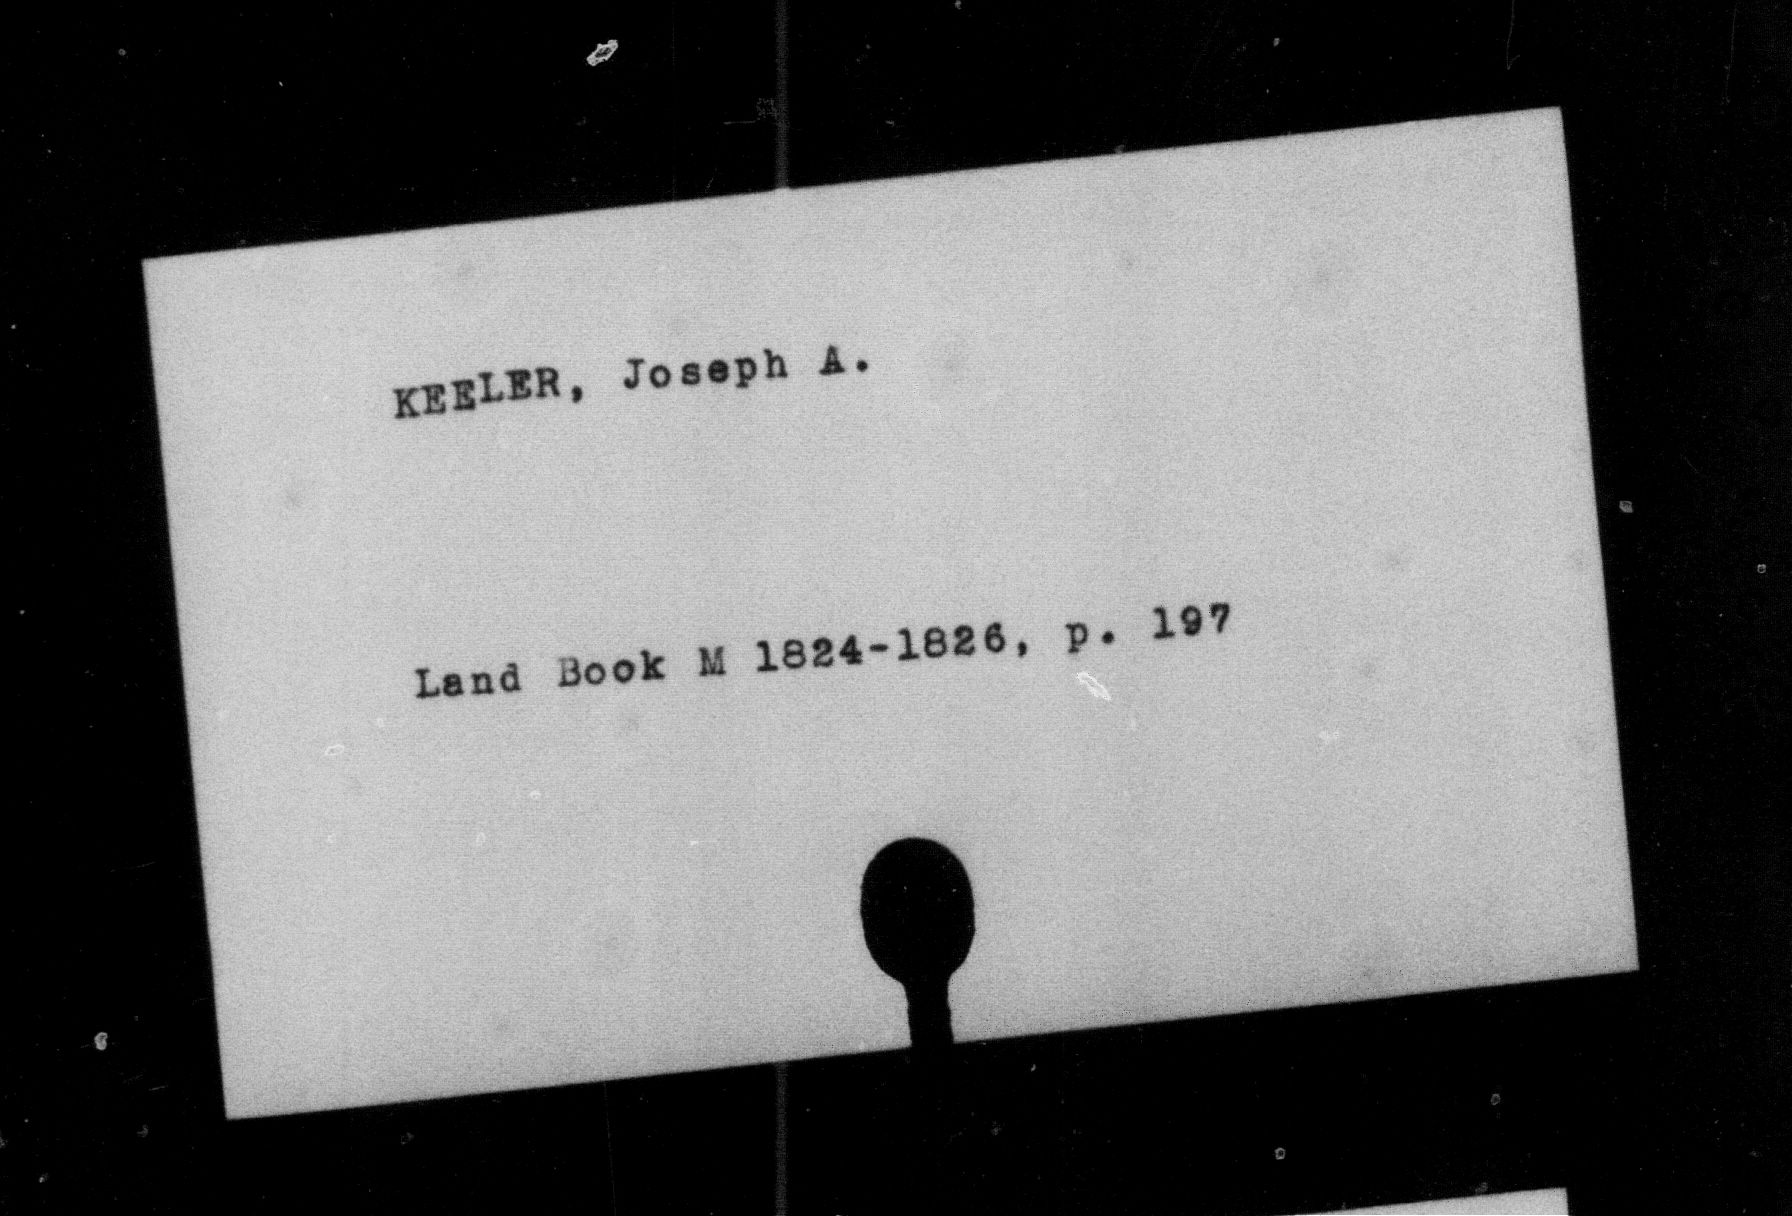 KEELER, Joseph A.
Land Book M 1824-1826, p. 197